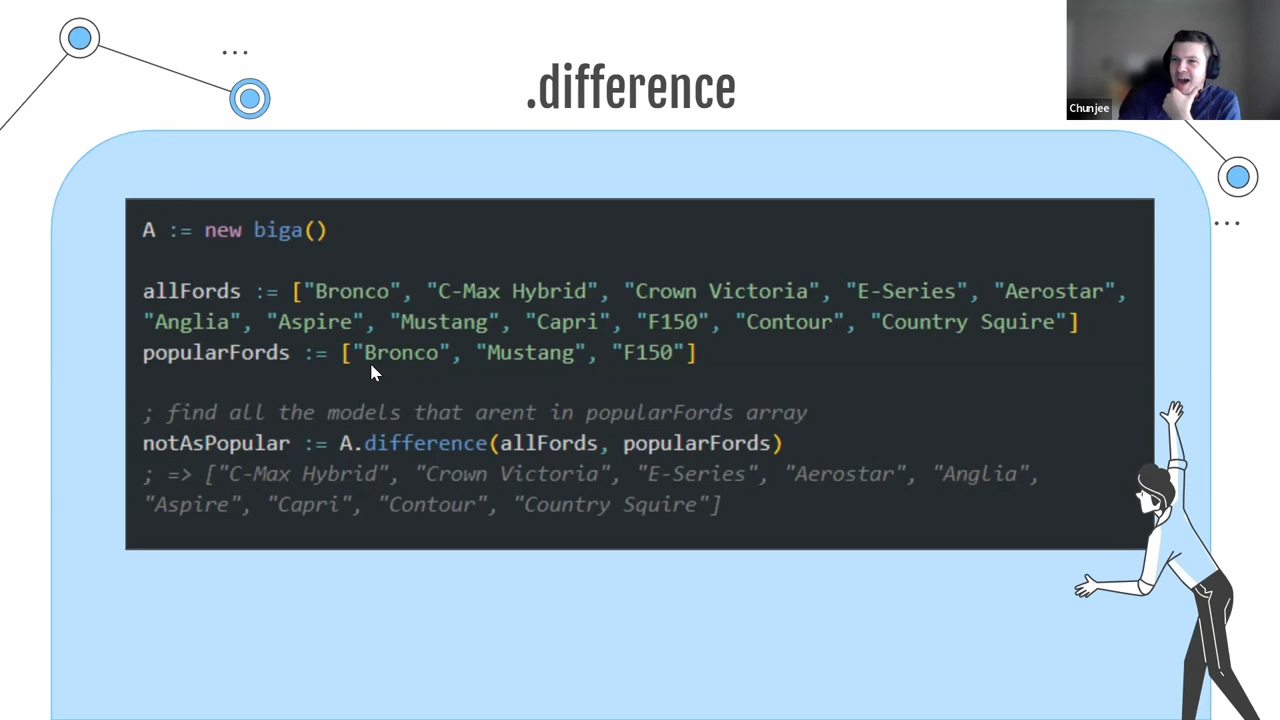 .difference
Chunjee
A := new biga()
allFords := ["Bronco", "C-Max Hybrid", "Crown Victoria", "E-Series", "Aerostar",
"Anglia", "Aspire", "Mustang", "Capri", "F150", "Contour", "Country Squire"]
popularFords := ["Bronco", "Mustang", "F150"]
; find all the models that arent in popularFords array
notAsPopular := A.difference(allFords, popularFords)
; => ["C-Max Hybrid", "Crown Victoria", "E-Series", "Aerostar", "Anglia",
"Aspire", "Capri", "Contour", "Country Squire"]